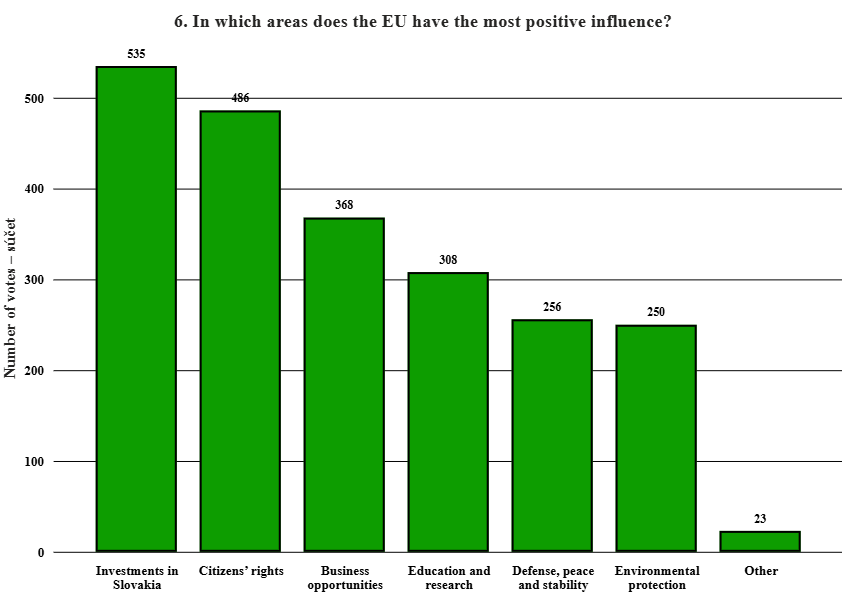 6. In which areas does the EU have the most positive influence?
Number of votes – súčet
500
400
300
200
100
0
535
486
368
308
256
250
23
Investments in
Slovakia
Citizens’ rights
Business
opportunities
Education and
research
Defense, peace
and stability
Environmental
protection
Other